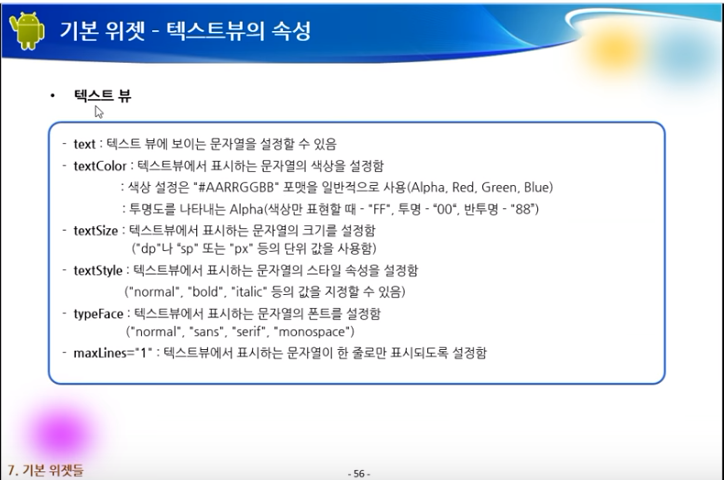 기본 위젯 - 텍스트뷰의 속성
• 텍스트 뷰
- text : 텍스트 뷰에 보이는 문자열을 설정할 수 있음
- textColor : 텍스트뷰에서 표시하는 문자열의 색상을 설정함
: 색상 설정은 "#AARRGGBB" 포맷을 일반적으로 사용(Alpha, Red, Green, Blue)
: 투명도를 나타내는 Alpha(색상만 표현할 때 - "FF", 투명 - "00", 반투명 - "88")
- textSize : 텍스트뷰에서 표시하는 문자열의 크기를 설정함
("dp"나 "sp" 또는 "px" 등의 단위 값을 사용함)
- textStyle : 텍스트뷰에서 표시하는 문자열의 스타일 속성을 설정함
("normal", "bold", "italic" 등의 값을 지정할 수 있음)
- typeFace : 텍스트뷰에서 표시하는 문자열의 폰트를 설정함
("normal", "sans", "serif", "monospace")
- maxLines="1" : 텍스트뷰에서 표시하는 문자열이 한 줄로만 표시되도록 설정함
7. 기본 위젯들
- 56 -